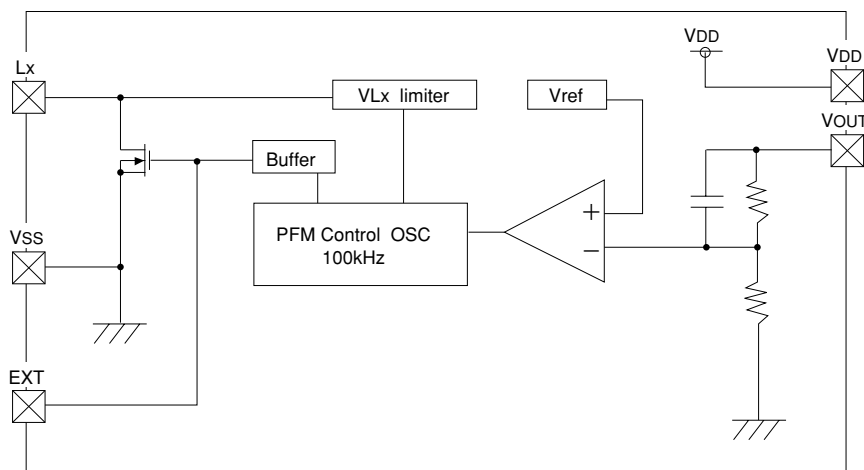 VDD
VDD
Lx
VLx limiter
Vref
VOUT
Buffer
+
PFM Control OSC
100kHz
−
VSS
EXT